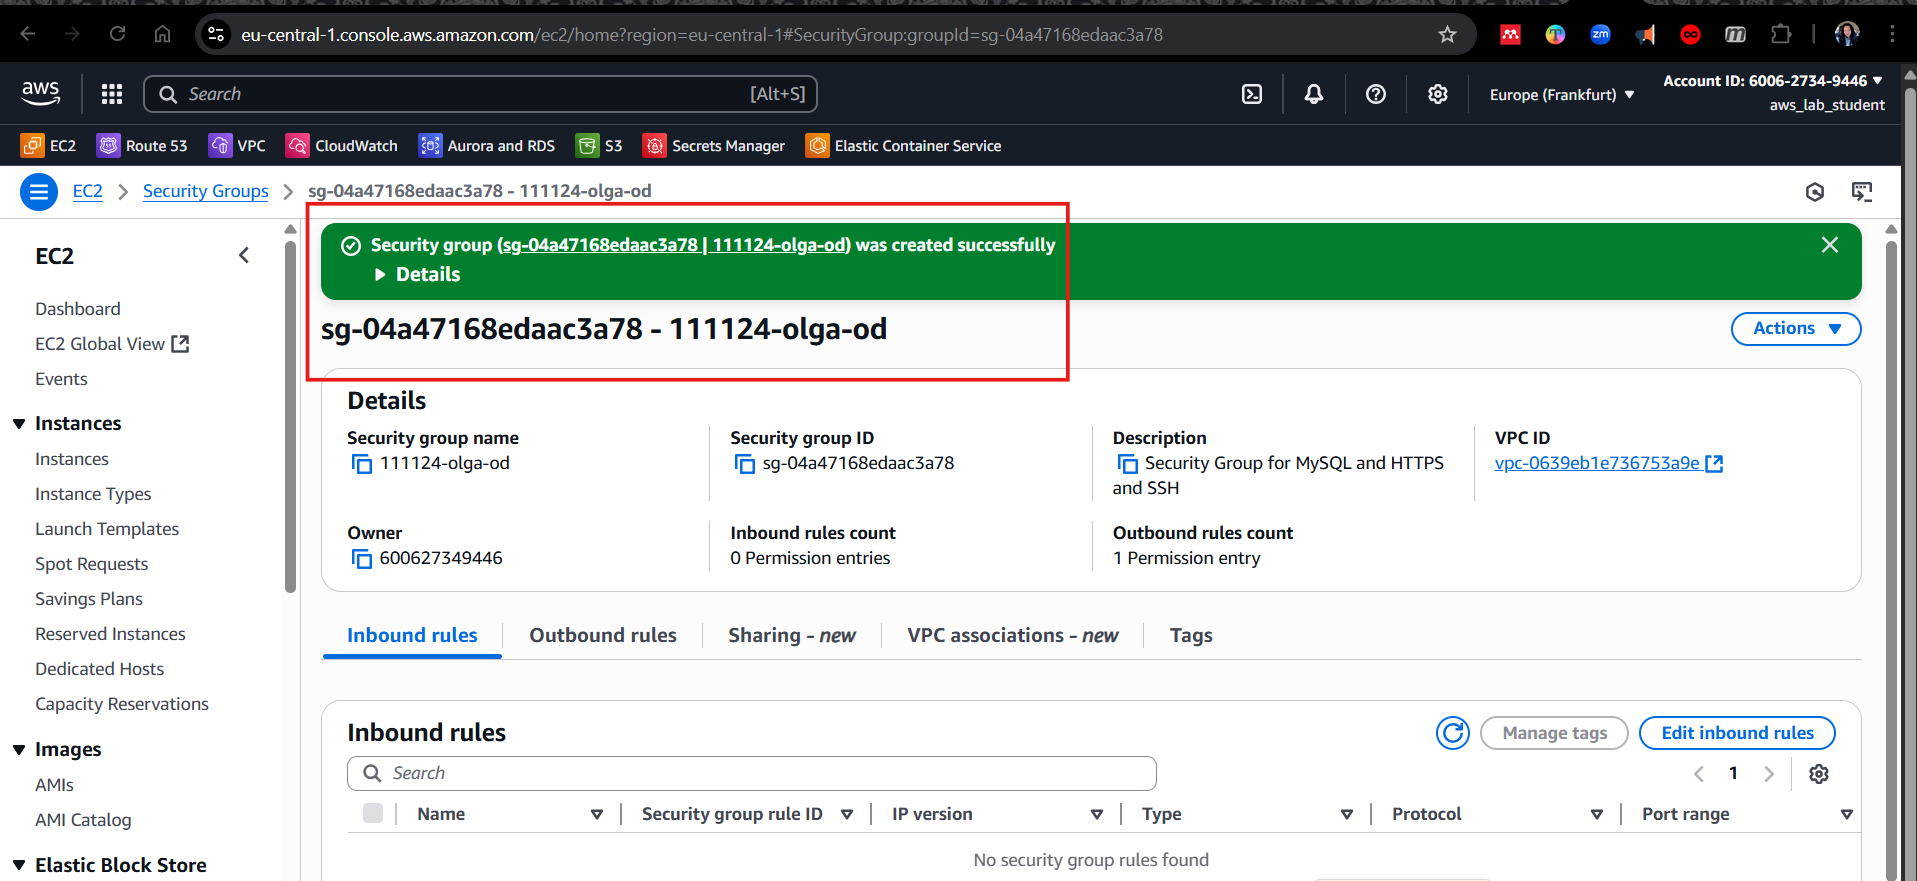 eu-central-1.console.aws.amazon.com/ec2/home?region=eu-central-1#SecurityGroup:groupId=sg-04a47168edaac3a78
zm
m
aws
Search
[Alt+S]
Europe (Frankfurt)
Account ID: 6006-2734-9446
aws_lab_student
EC2
Route 53
VPC
CloudWatch
Aurora and RDS
S3
Secrets Manager
Elastic Container Service
EC2
Security Groups
sg-04a47168edaac3a78 - 111124-olga-od
EC2
Dashboard
EC2 Global View
Events
Instances
Instances
Instance Types
Launch Templates
Spot Requests
Savings Plans
Reserved Instances
Dedicated Hosts
Capacity Reservations
Images
AMIs
AMI Catalog
Elastic Block Store
Security group (sg-04a47168edaac3a78 | 111124-olga-od) was created successfully
Details
sg-04a47168edaac3a78 - 111124-olga-od
Actions
Details
Security group name
111124-olga-od
Security group ID
sg-04a47168edaac3a78
Description
Security Group for MySQL and HTTPS
and SSH
VPC ID
vpc-0639eb1e736753a9e
Owner
600627349446
Inbound rules count
0 Permission entries
Outbound rules count
1 Permission entry
Inbound rules
Outbound rules
Sharing - new
VPC associations - new
Tags
Inbound rules
Manage tags
Edit inbound rules
Search
1
Name
Security group rule ID
IP version
Type
Protocol
Port range
No security group rules found